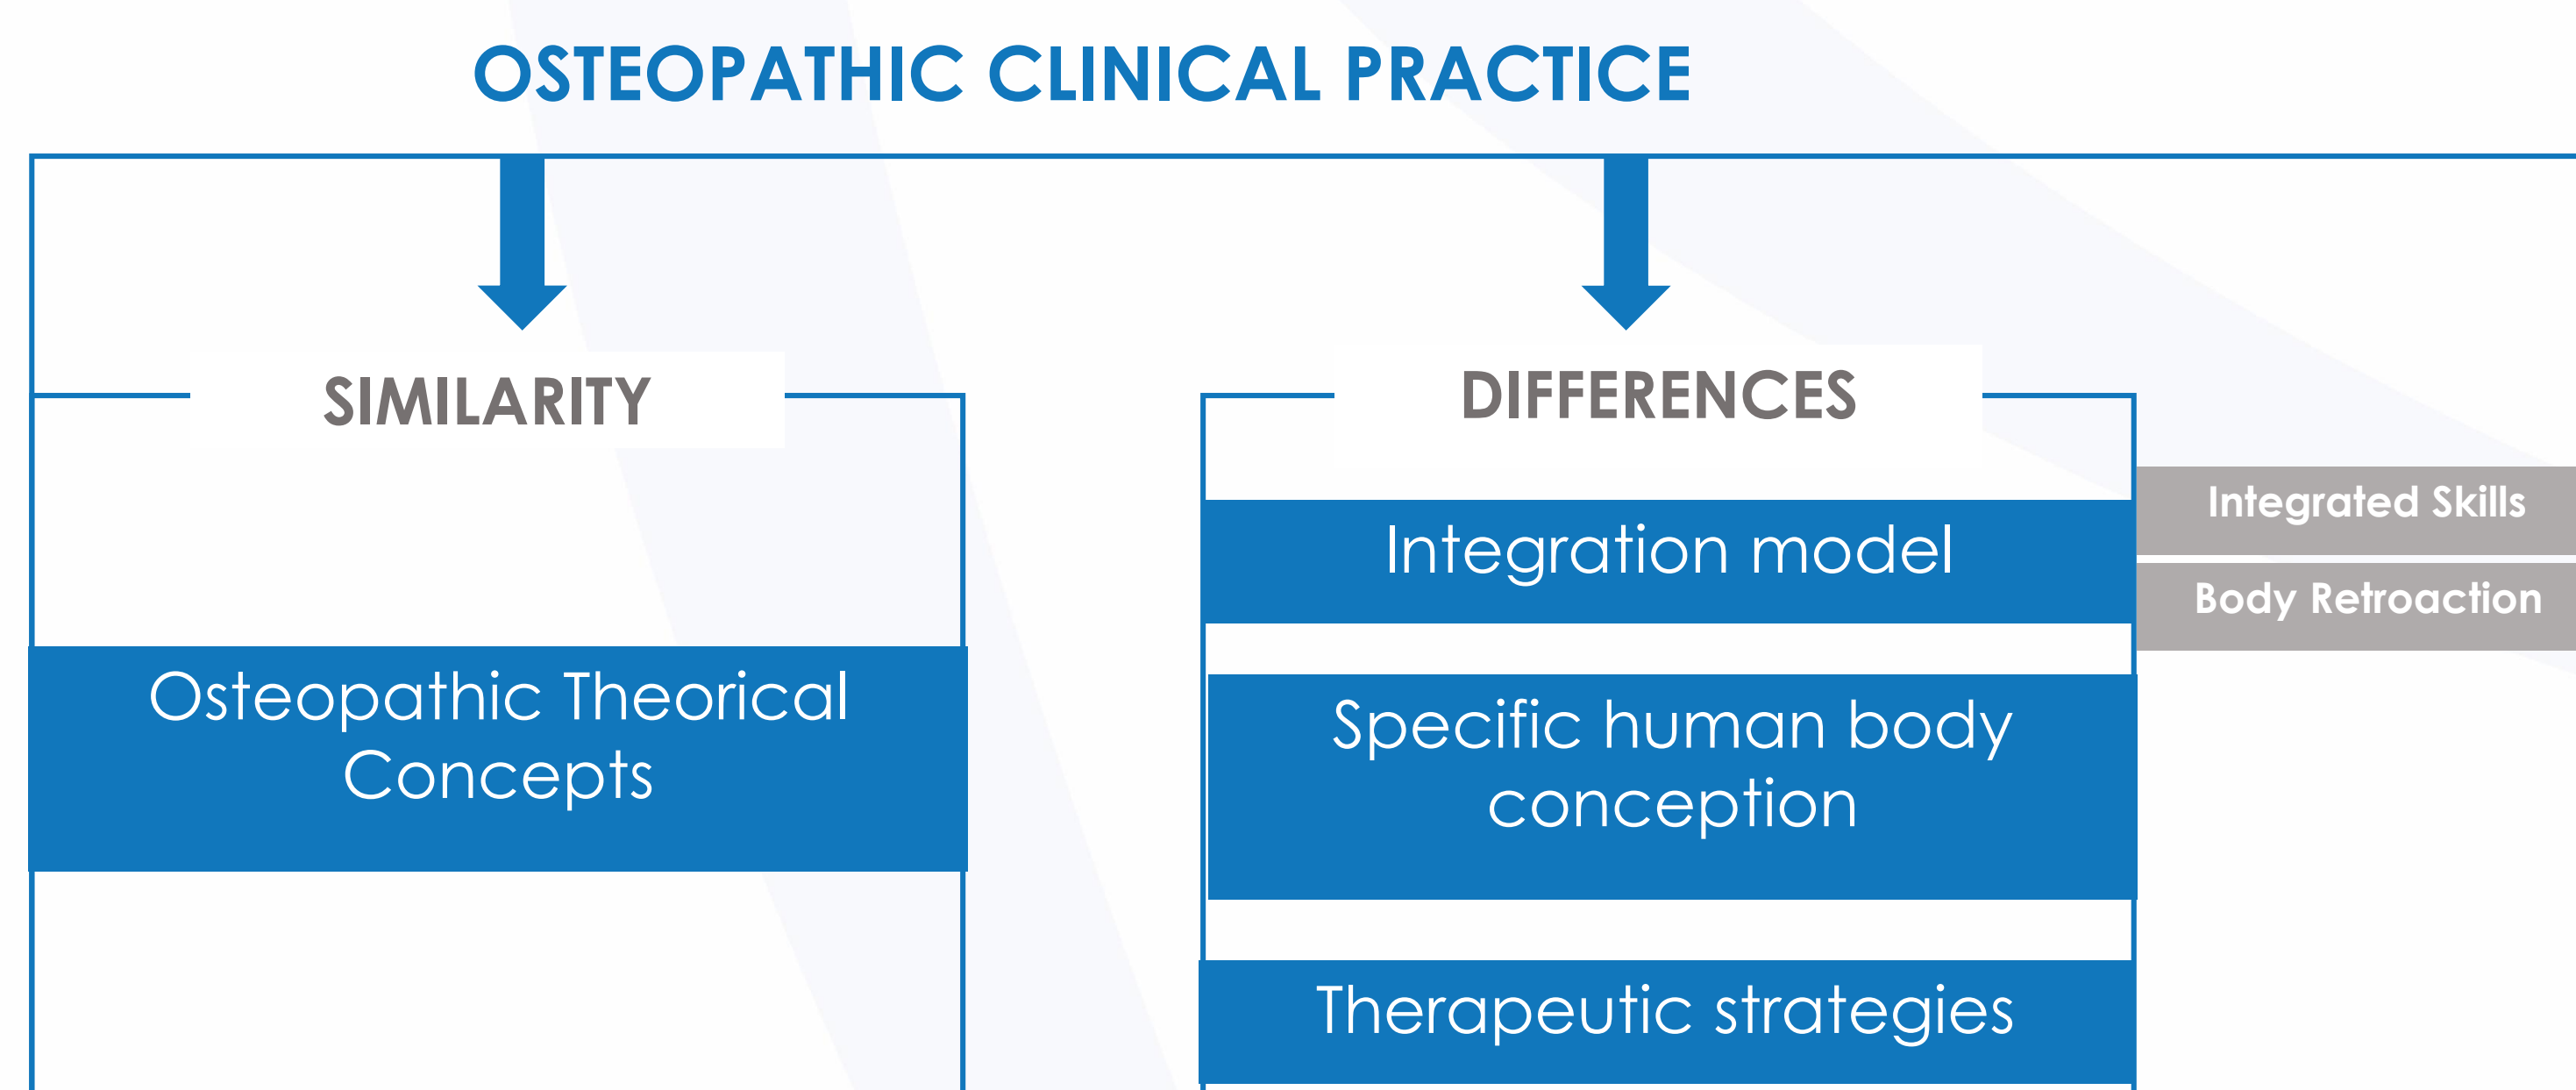 OSTEOPATHIC CLINICAL PRACTICE
SIMILARITY
Osteopathic Theorical
Concepts
DIFFERENCES
Integration model
Specific human body
conception
Therapeutic strategies
Integrated Skills
Body Retroaction